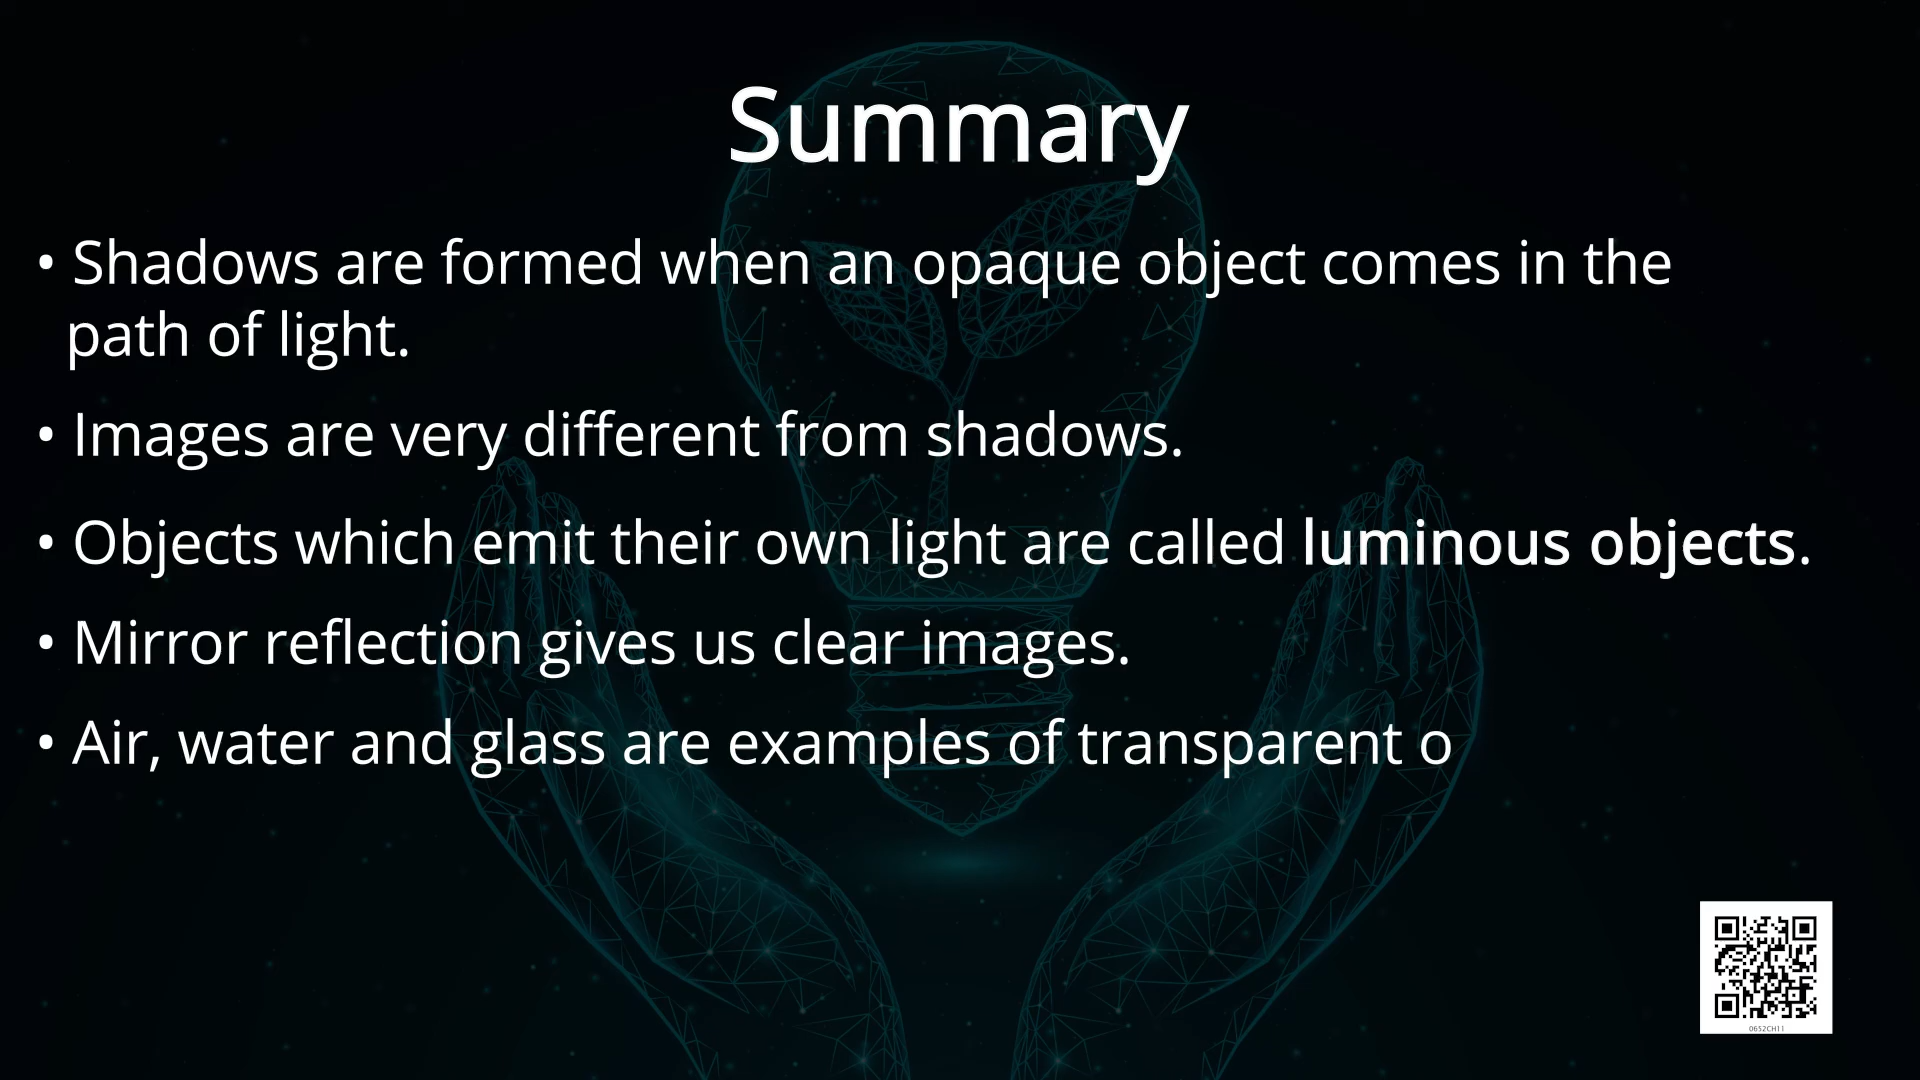 Summary
• Shadows are formed when an opaque object comes in the
path of light.
• Images are very different from shadows.
• Objects which emit their own light are called luminous objects.
• Mirror reflection gives us clear images.
• Air, water and glass are examples of transparent o
0652CH11